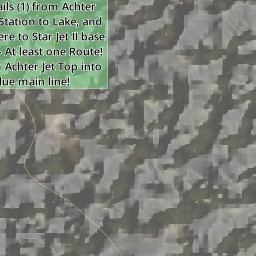 ails (1) from Achter
Station to Lake, and
ere to Star Jet II base
- At least one Route!
Achter Jet Top into
lue main line!